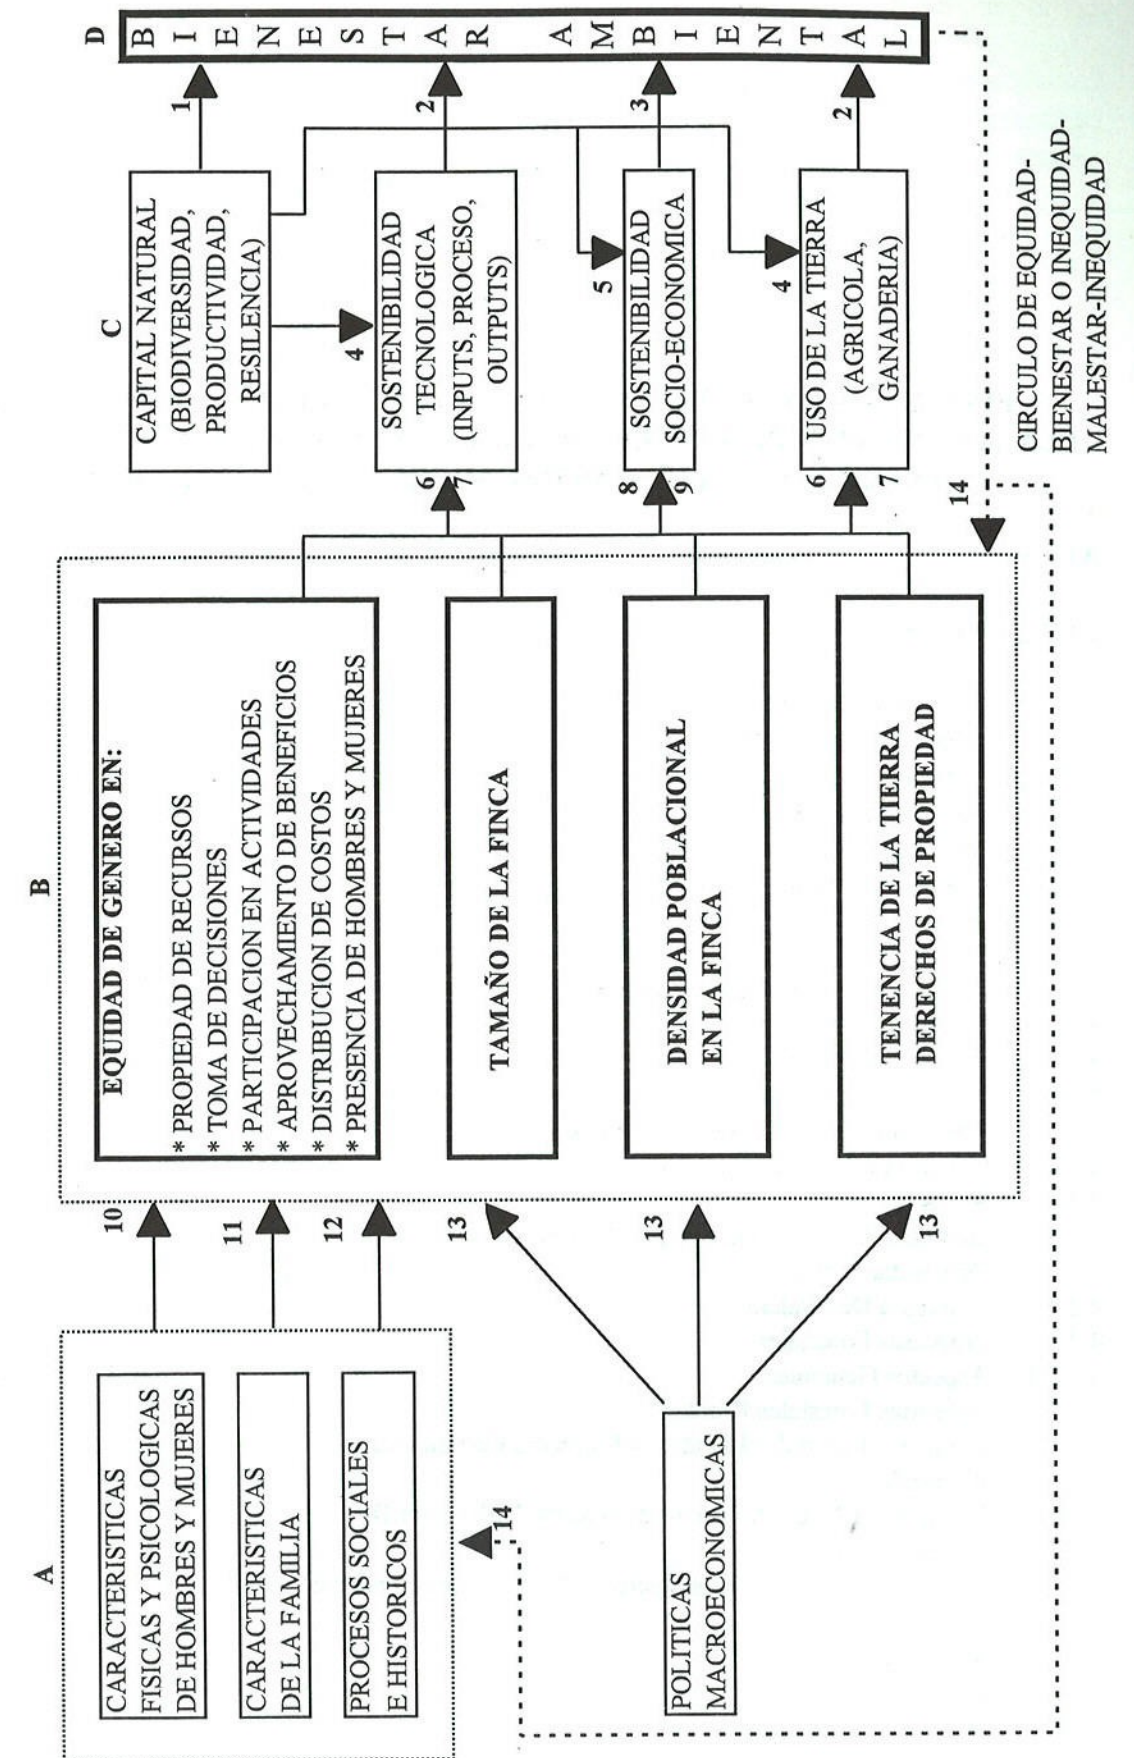 A
CARACTERISTICAS
FISICAS Y PSICOLOGICAS
DE HOMBRES Y MUJERES
CARACTERISTICAS
DE LA FAMILIA
PROCESOS SOCIALES
E HISTORICOS
POLITICAS
MACROECONOMICAS
14
10
11
12
13
13
13
B
EQUIDAD DE GENERO EN:
* PROPIEDAD DE RECURSOS
* TOMA DE DECISIONES
* PARTICIPACION EN ACTIVIDADES
* APROVECHAMIENTO DE BENEFICIOS
* DISTRIBUCION DE COSTOS
* PRESENCIA DE HOMBRES Y MUJERES
TAMAÑO DE LA FINCA
DENSIDAD POBLACIONAL
EN LA FINCA
TENENCIA DE LA TIERRA
DERECHOS DE PROPIEDAD
6
7
8
9
6
7
14
C
CAPITAL NATURAL
(BIODIVERSIDAD,
PRODUCTIVIDAD,
RESILENCIA)
4
SOSTENIBILIDAD
TECNOLOGICA
(INPUTS, PROCESO,
OUTPUTS)
5
SOSTENIBILIDAD
SOCIO-ECONOMICA
4
USO DE LA TIERRA
(AGRICOLA,
GANADERIA)
1
2
3
2
D
BIENESTAR AMBIENTAL
CIRCULO DE EQUIDAD-
BIENESTAR O INEQUIDAD-
MALESTAR-INEQUIDAD